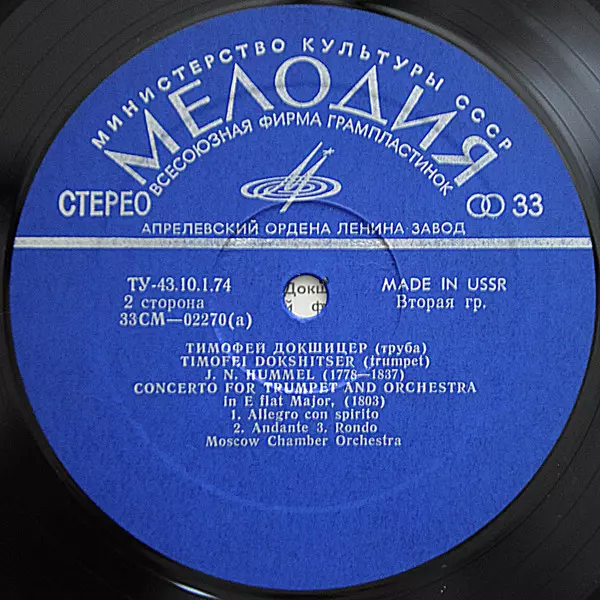 МИНИСТЕРСТВО КУЛЬТУРЫ СССР
МЕЛОДИЯ
ВСЕСОЮЗНАЯ ФИРМА ГРАМПЛАСТИНОК
СТЕРЕО
33
АПРЕЛЕВСКИЙ ОРДЕНА ЛЕНИНА ЗАВОД
ТУ-43.10.1.74
2 сторона
33СМ—02270(а)
MADE IN USSR
Вторая гр.
ТИМОФЕЙ ДОКШИЦЕР (труба)
TIMOFEI DOKSHITSER (trumpet)
J. N. HUMMEL (1778—1837)
CONCERTO FOR TRUMPET AND ORCHESTRA
in E flat Major, (1803)
1. Allegro con spirito
2. Andante 3. Rondo
Moscow Chamber Orchestra